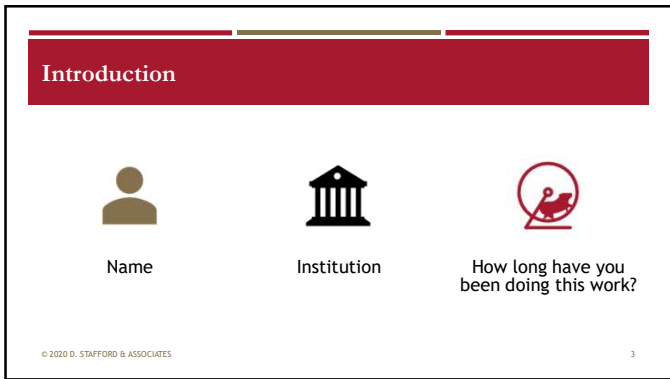 Introduction
Name
Institution
How long have you
been doing this work?
© 2020 D. STAFFORD & ASSOCIATES
3